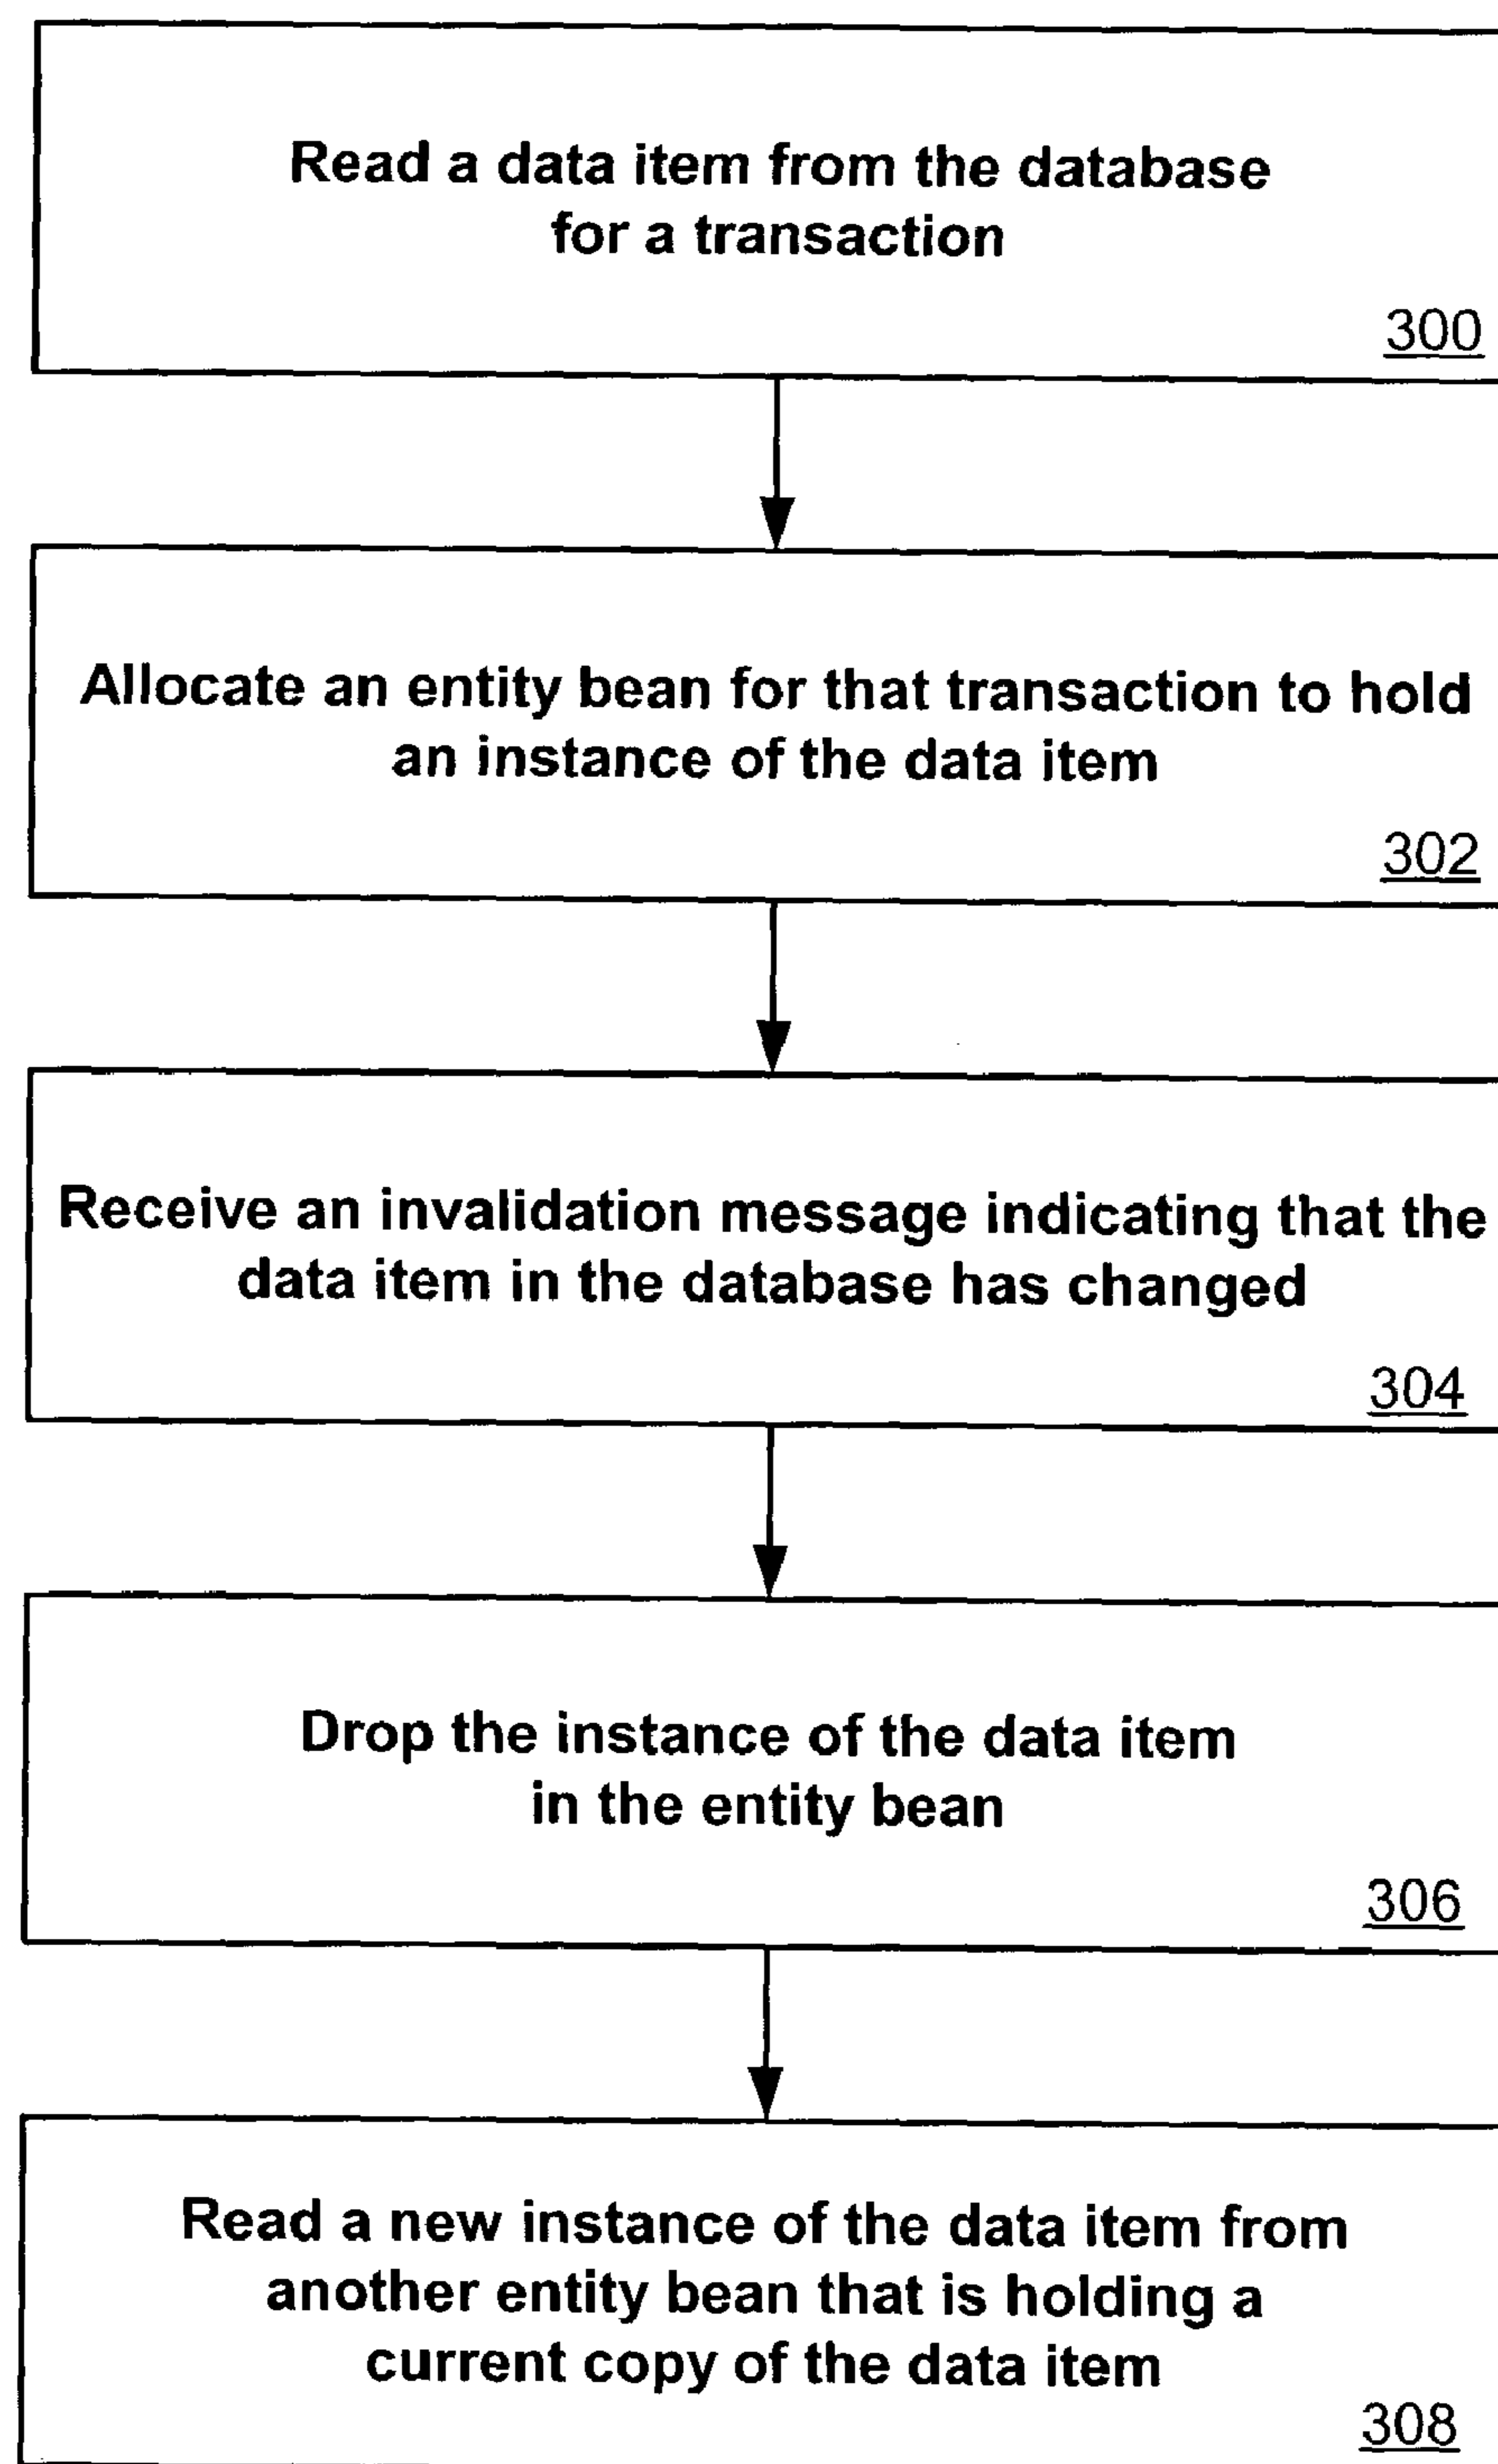 Read a data item from the database
for a transaction
300
Allocate an entity bean for that transaction to hold
an instance of the data item
302
Receive an invalidation message indicating that the
data item in the database has changed
304
Drop the instance of the data item
in the entity bean
306
Read a new instance of the data item from
another entity bean that is holding a
current copy of the data item
308